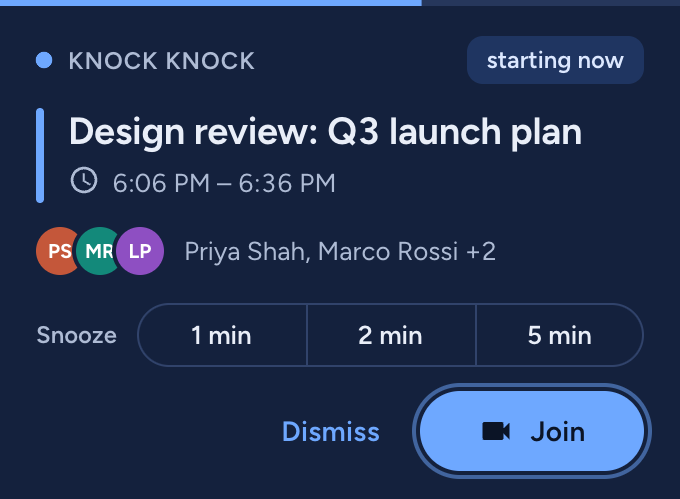 KNOCK KNOCK
starting now
Design review: Q3 launch plan
6:06 PM – 6:36 PM
PS MR LP Priya Shah, Marco Rossi +2
Snooze 1 min 2 min 5 min
Dismiss Join